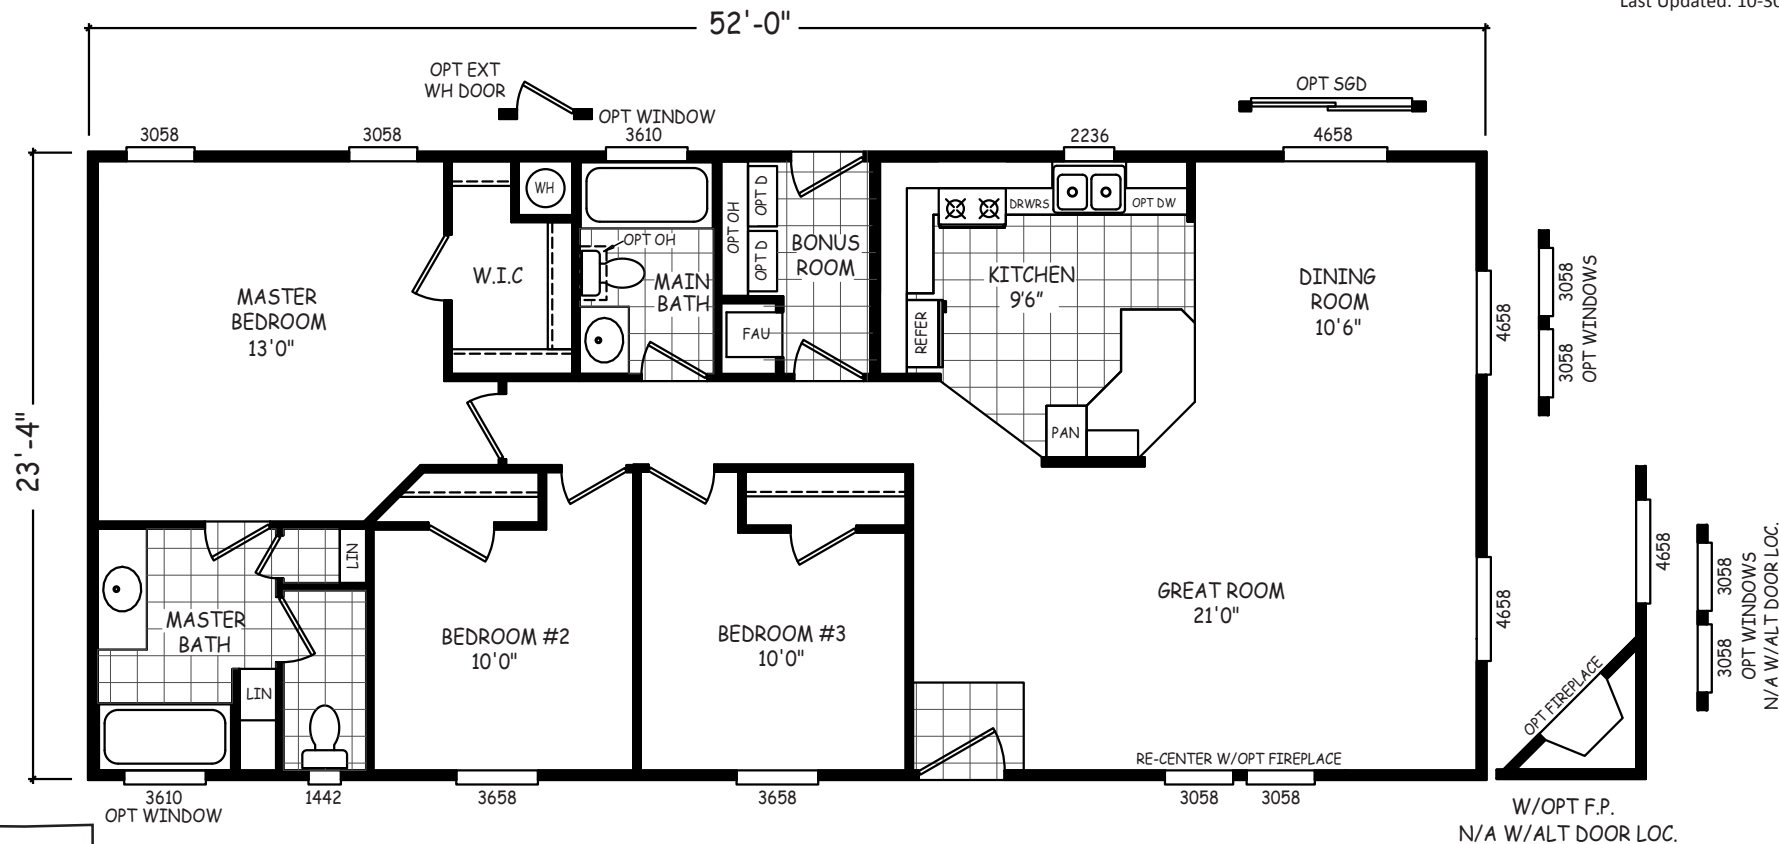 Last Updated: 10-30
52'-0"
OPT EXT
WH DOOR
OPT WINDOW
OPT SGD
3058
3058
3610
2236
4658
WH
OPT OH
OPT D
OPT D
OPT OH
BONUS
ROOM
DRWRS
OPT DW
W.I.C
MAIN
BATH
FAU
KITCHEN
9'6"
REFER
DINING
ROOM
10'6"
MASTER
BEDROOM
13'0"
4658
3058
3058
OPT WINDOWS
23'-4"
PAN
LIN
MASTER
BATH
LIN
BEDROOM #2
10'0"
BEDROOM #3
10'0"
GREAT ROOM
21'0"
4658
4658
3058
3058
OPT WINDOWS
N/A W/ALT DOOR LOC.
OPT FIREPLACE
RE-CENTER W/OPT FIREPLACE
3610
OPT WINDOW
1442
3658
3658
3058
3058
W/OPT F.P.
N/A W/ALT DOOR LOC.